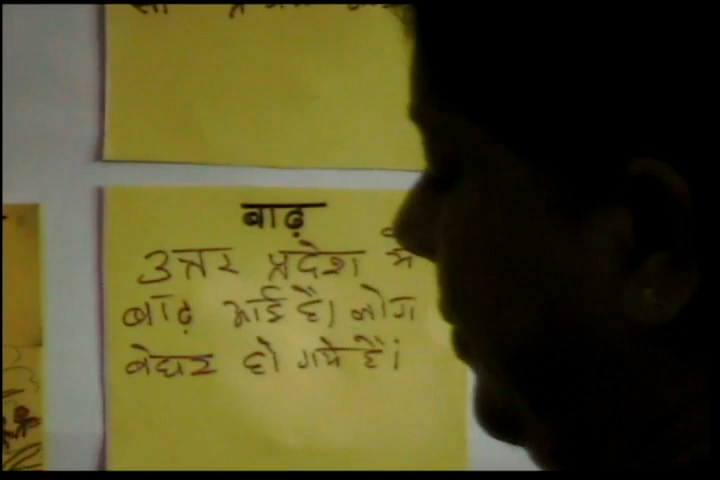 बाढ़
उत्तर प्रदेश में
बाढ़ आई है। लोग
बेघर हो गये हैं।